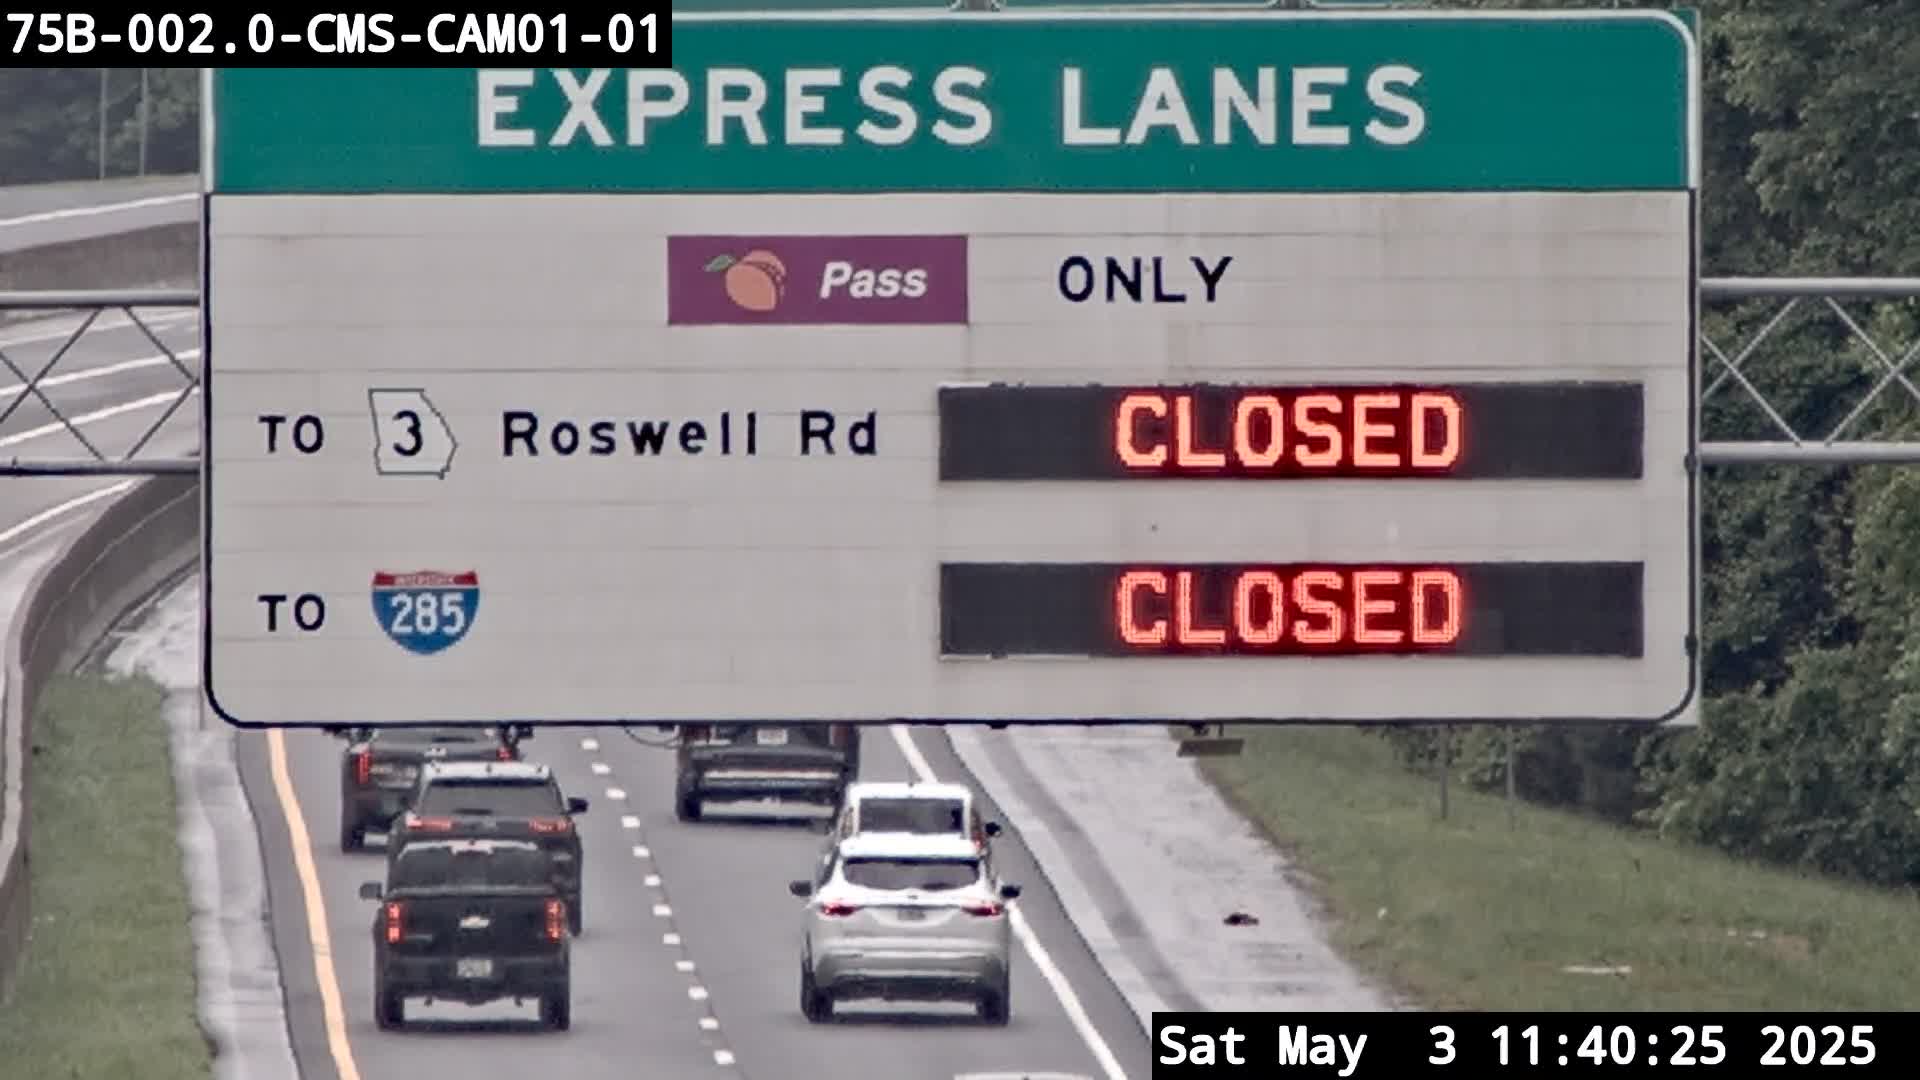 75B-002.0-CMS-CAM01-01
EXPRESS LANES
Pass ONLY
TO 3 Roswell Rd CLOSED
INTERSTATE
TO 285 CLOSED
Sat May 3 11:40:25 2025